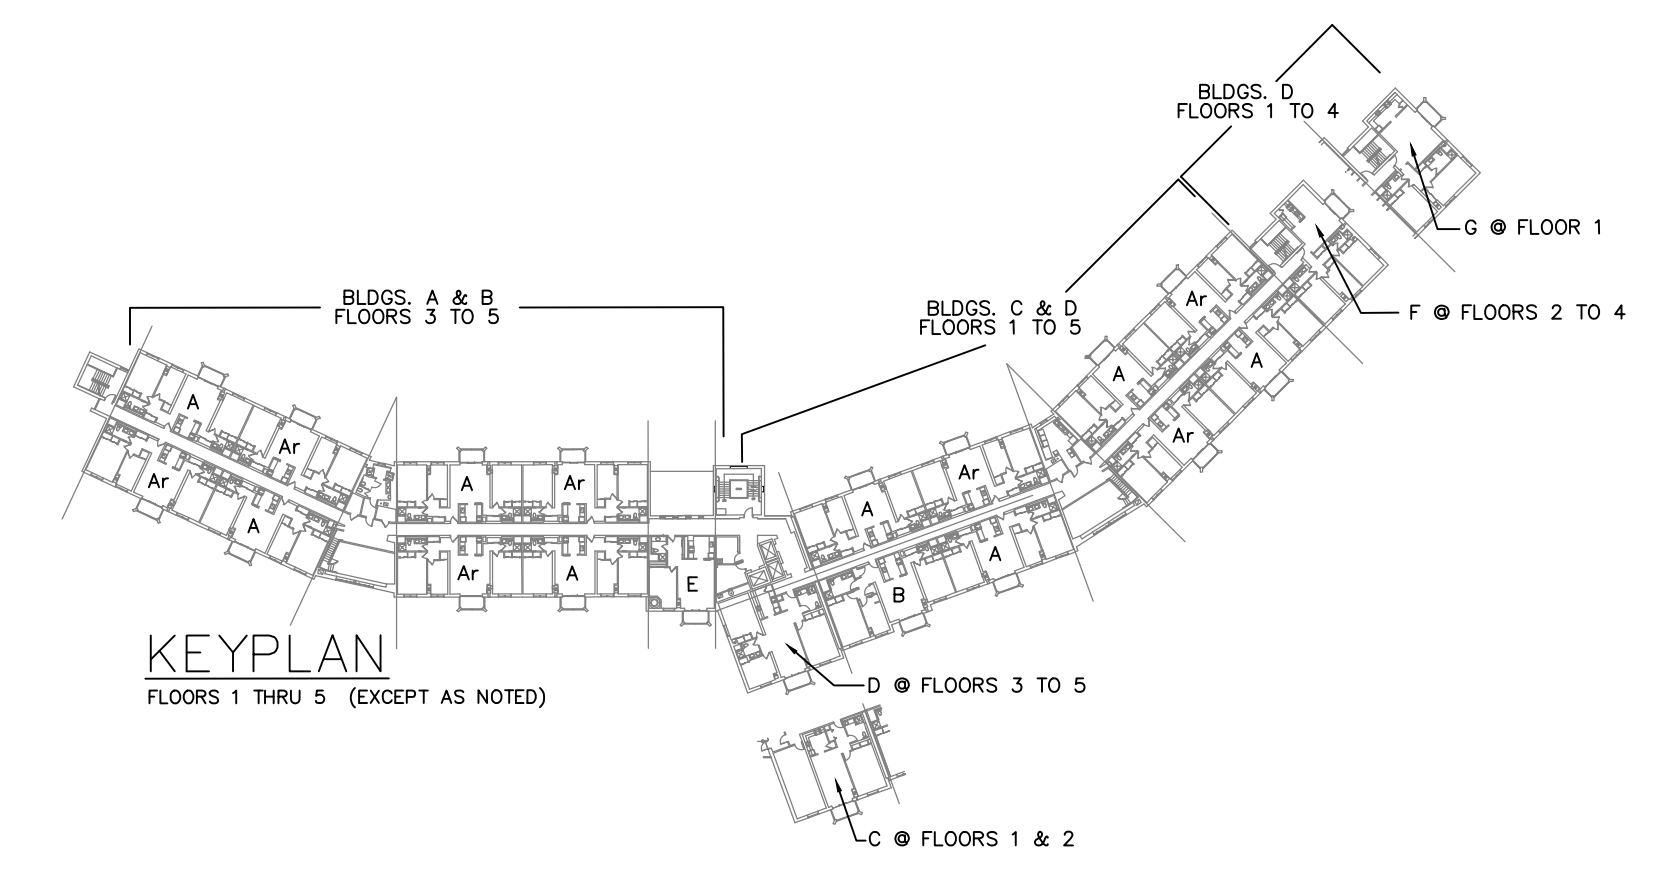 BLDGS. D
FLOORS 1 TO 4
G @ FLOOR 1
F @ FLOORS 2 TO 4
BLDGS. A & B
FLOORS 3 TO 5
BLDGS. C & D
FLOORS 1 TO 5
Ar
A
A
Ar
A
Ar
Ar
A
A
Ar
Ar
A
E
A
Ar
B
A
KEYPLAN
FLOORS 1 THRU 5 (EXCEPT AS NOTED)
D @ FLOORS 3 TO 5
C @ FLOORS 1 & 2